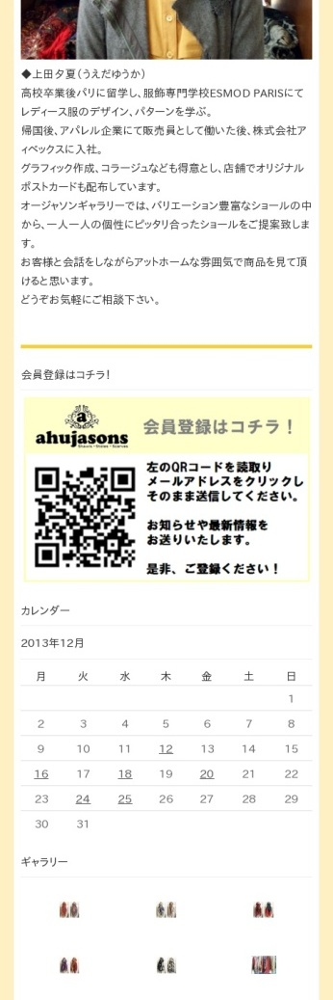 ◆上田夕夏（うえだゆうか）
高校卒業後パリに留学し、服飾専門学校ESMOD PARISにて
レディース服のデザイン、パターンを学ぶ。
帰国後、アパレル企業にて販売員として働いた後、株式会社ア
ィペックスに入社。
グラフィック作成、コラージュなども得意とし、店舗でオリジナル
ポストカードも配布しています。
オージャソンギャラリーでは、バリエーション豊富なショールの中
から、一人一人の個性にピッタリ合ったショールをご提案致しま
す。
お客様と会話をしながらアットホームな雰囲気で商品を見て頂
けると思います。
どうぞお気軽にご相談下さい。
会員登録はコチラ！
a
ahujasons
Shawls • Stoles • Scarves
会員登録はコチラ！
左のQRコードを読取り
メールアドレスをクリックし
そのまま送信してください。
お知らせや最新情報を
お送りいたします。
是非、ご登録ください！
カレンダー
2013年12月
月 火 水 木 金 土 日
1
2 3 4 5 6 7 8
9 10 11 12 13 14 15
16 17 18 19 20 21 22
23 24 25 26 27 28 29
30 31
ギャラリー